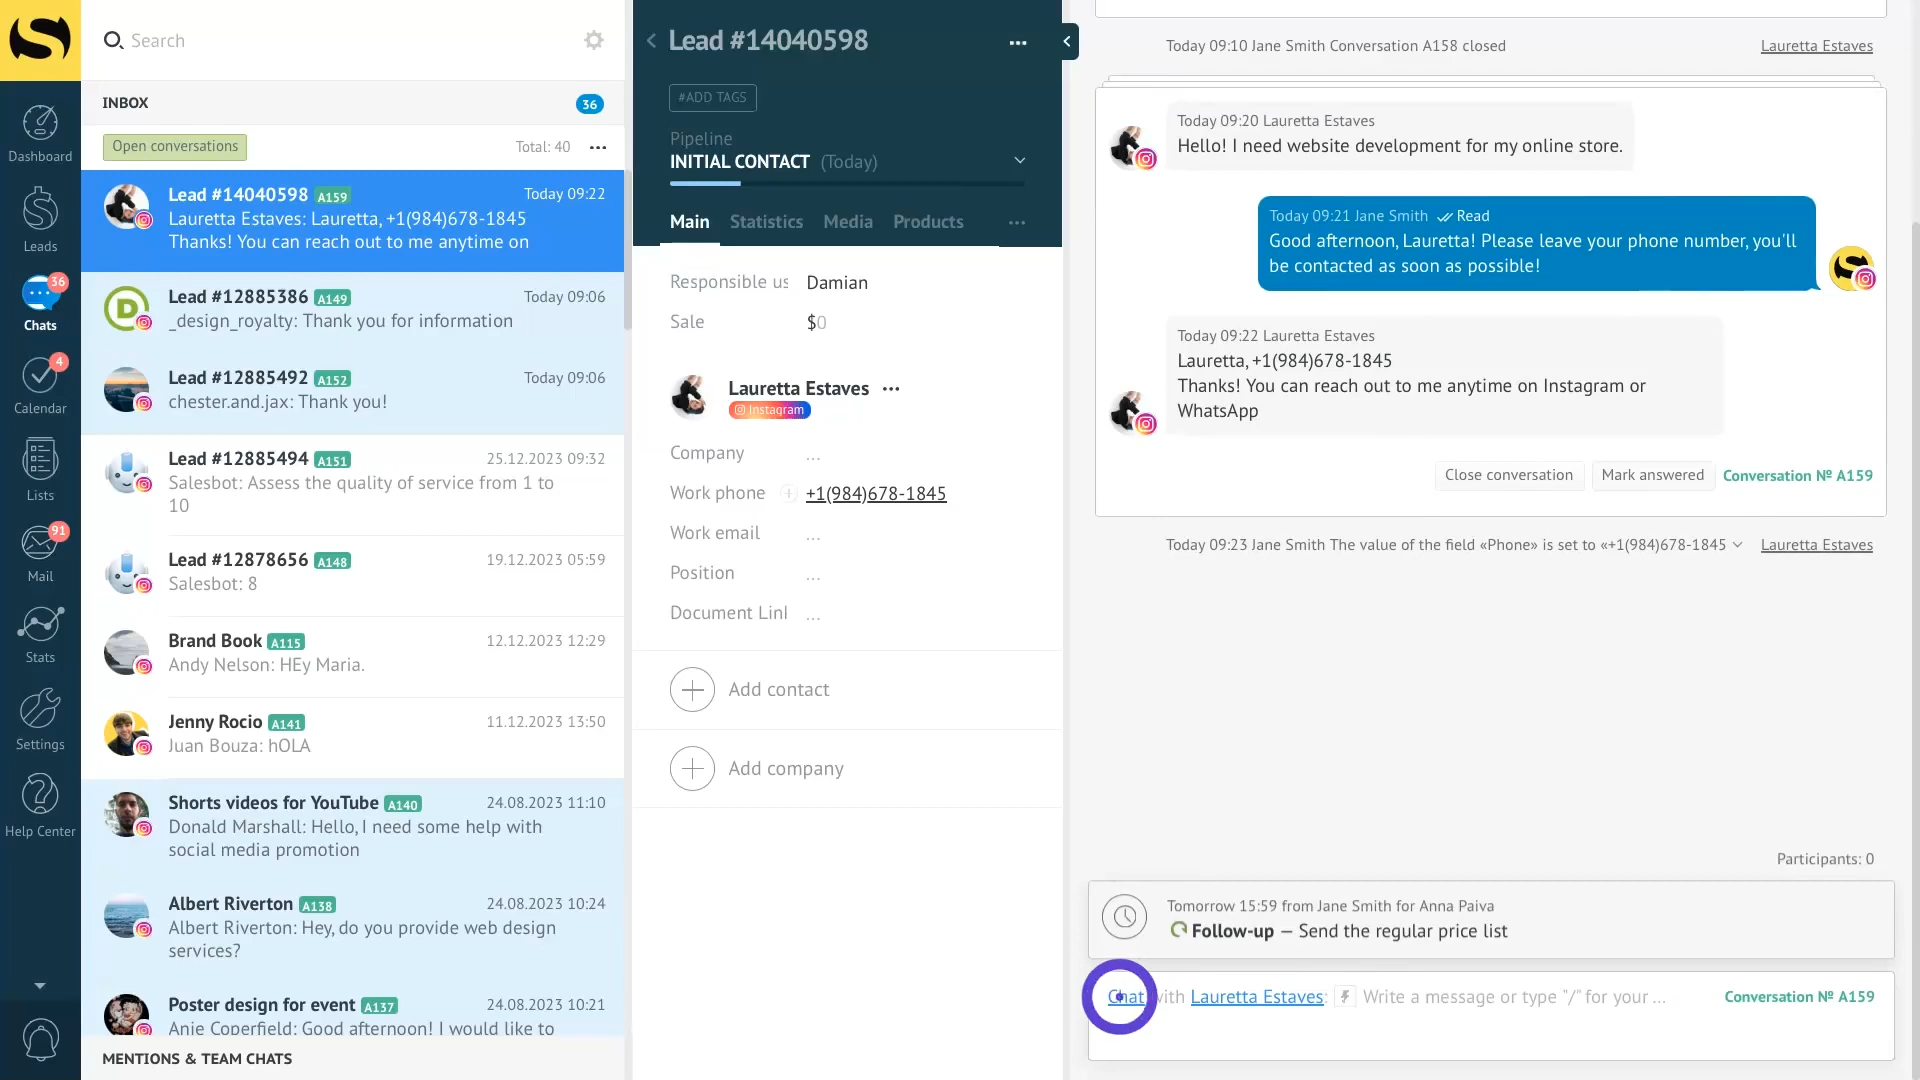 Search
INBOX
36
Open conversations
Total: 40
Dashboard
Leads
36
Chats
4
Calendar
Lists
91
Mail
Stats
Settings
Help Center
Lead #14040598 A159
Today 09:22
Lauretta Estaves: Lauretta, +1(984)678-1845
Thanks! You can reach out to me anytime on
Lead #12885386 A149
Today 09:06
_design_royalty: Thank you for information
Lead #12885492 A152
Today 09:06
chester.and.jax: Thank you!
Lead #12885494 A151
25.12.2023 09:32
Salesbot: Assess the quality of service from 1 to
10
Lead #12878656 A148
19.12.2023 05:59
Salesbot: 8
Brand Book A115
12.12.2023 12:29
Andy Nelson: HEy Maria.
Jenny Rocio A141
11.12.2023 13:50
Juan Bouza: hOLA
Shorts videos for YouTube A140
24.08.2023 11:10
Donald Marshall: Hello, I need some help with
social media promotion
Albert Riverton A138
24.08.2023 10:24
Albert Riverton: Hey, do you provide web design
services?
Poster design for event A137
24.08.2023 10:21
Anie Coperfield: Good afternoon! I would like to
MENTIONS & TEAM CHATS
Lead #14040598
#ADD TAGS
Pipeline
INITIAL CONTACT (Today)
Main Statistics Media Products
Responsible us
Damian
Sale
$0
Lauretta Estaves
Instagram
Company
...
Work phone
+1(984)678-1845
Work email
...
Position
...
Document Link
...
Add contact
Add company
Today 09:10 Jane Smith Conversation A158 closed
Lauretta Estaves
Today 09:20 Lauretta Estaves
Hello! I need website development for my online store.
Today 09:21 Jane Smith Read
Good afternoon, Lauretta! Please leave your phone number, you'll
be contacted as soon as possible!
Today 09:22 Lauretta Estaves
Lauretta, +1(984)678-1845
Thanks! You can reach out to me anytime on Instagram or
WhatsApp
Close conversation
Mark answered
Conversation № A159
Today 09:23 Jane Smith The value of the field «Phone» is set to «+1(984)678-1845
Lauretta Estaves
Participants: 0
Tomorrow 15:59 from Jane Smith for Anna Paiva
Follow-up — Send the regular price list
Chat with Lauretta Estaves: Write a message or type "/" for your ...
Conversation № A159